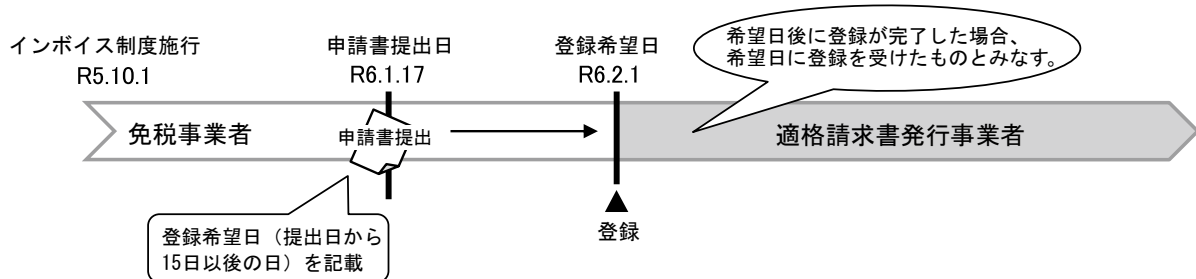 インボイス制度施行
R5.10.1
申請書提出日
R6.1.17
登録希望日
R6.2.1
希望日後に登録が完了した場合、
希望日に登録を受けたものとみなす。
免税事業者
申請書提出
適格請求書発行事業者
登録希望日（提出日から
15日以後の日）を記載
登録